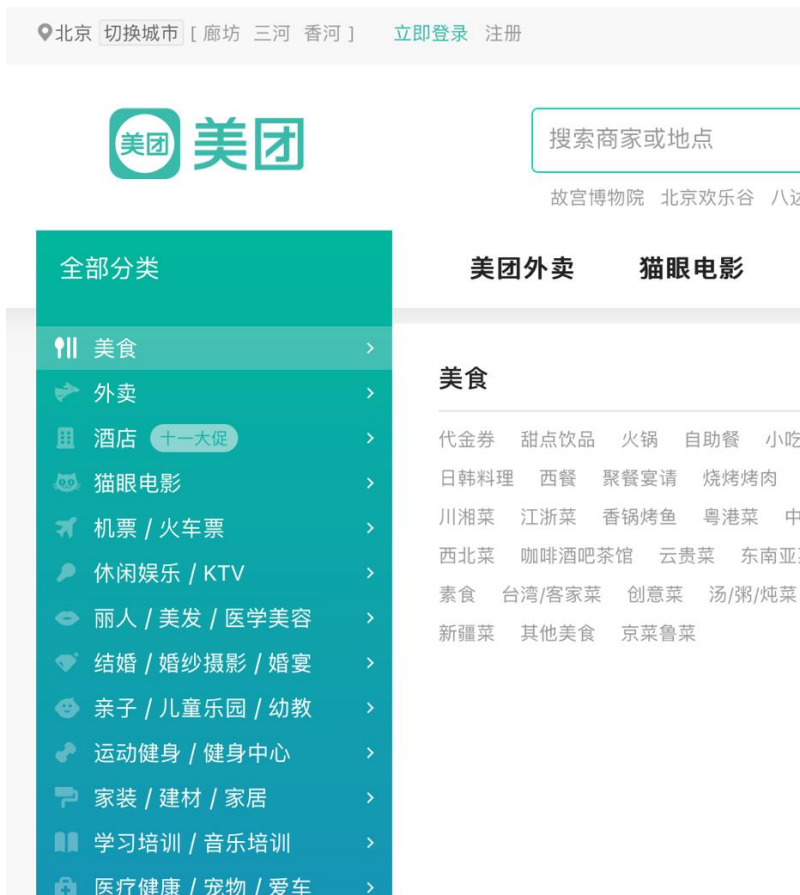 北京 切换城市 [ 廊坊 三河 香河 ] 立即登录 注册
美团 美团
搜索商家或地点
故宫博物院 北京欢乐谷 八达
全部分类 美团外卖 猫眼电影
美食
外卖
酒店 十一大促
猫眼电影
机票 / 火车票
休闲娱乐 / KTV
丽人 / 美发 / 医学美容
结婚 / 婚纱摄影 / 婚宴
亲子 / 儿童乐园 / 幼教
运动健身 / 健身中心
家装 / 建材 / 家居
学习培训 / 音乐培训
医疗健康 / 宠物 / 爱车
美食
代金券 甜点饮品 火锅 自助餐 小吃
日韩料理 西餐 聚餐宴请 烧烤烤肉
川湘菜 江浙菜 香锅烤鱼 粤港菜 中
西北菜 咖啡酒吧茶馆 云贵菜 东南亚
素食 台湾/客家菜 创意菜 汤/粥/炖菜
新疆菜 其他美食 京菜鲁菜